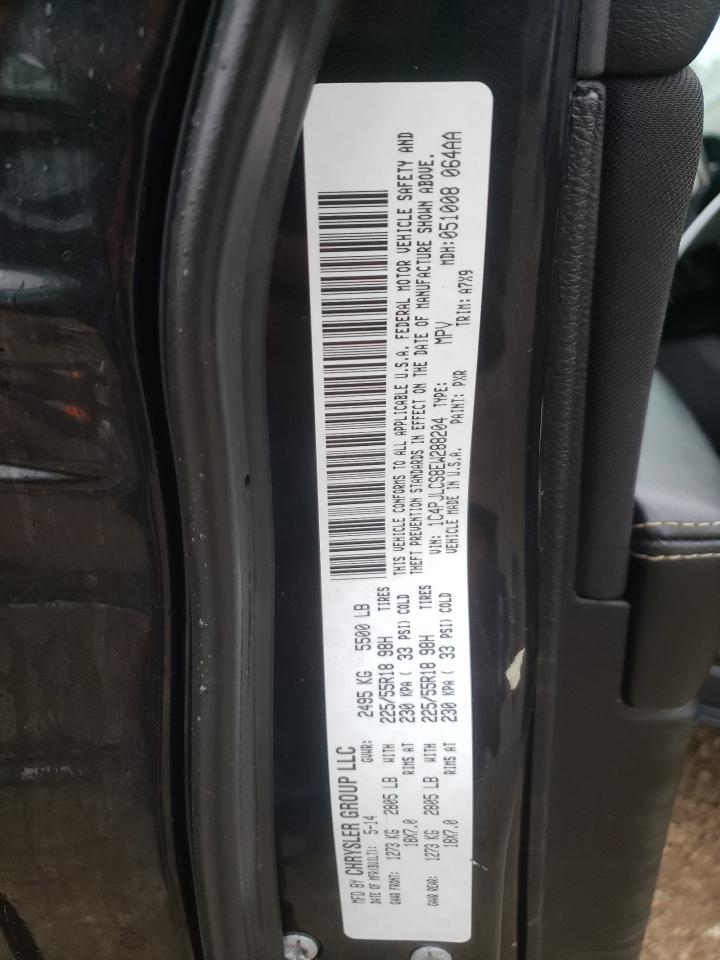 MFD BY CHRYSLER GROUP LLC
DATE OF MFR(BUILT): 5-14 GVWR: 2495 KG 5500 LB
GAWR FRONT: 1273 KG 2805 LB WITH 225/55R18 98H TIRES
18X7.0 RIMS AT 230 KPA ( 33 PSI) COLD
GAWR REAR: 1273 KG 2805 LB WITH 225/55R18 98H TIRES
18X7.0 RIMS AT 230 KPA ( 33 PSI) COLD
THIS VEHICLE CONFORMS TO ALL APPLICABLE U.S.A. FEDERAL MOTOR VEHICLE SAFETY AND
THEFT PREVENTION STANDARDS IN EFFECT ON THE DATE OF MANUFACTURE SHOWN ABOVE.
VIN: 1C4PJLCS8EW288204 TYPE: MPV MDH:051008 064AA
VEHICLE MADE IN U.S.A. PAINT: PXR TRIM: A7X9